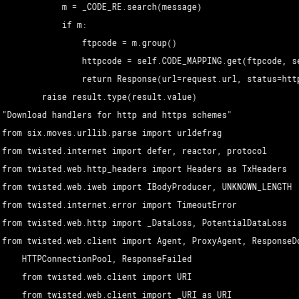 m = _CODE_RE.search(message)
if m:
ftpcode = m.group()
httpcode = self.CODE_MAPPING.get(ftpcode, se
return Response(url=request.url, status=http
raise result.type(result.value)
"Download handlers for http and https schemes"
from six.moves.urllib.parse import urldefrag
from twisted.internet import defer, reactor, protocol
from twisted.web.http_headers import Headers as TxHeaders
from twisted.web.iweb import IBodyProducer, UNKNOWN_LENGTH
from twisted.internet.error import TimeoutError
from twisted.web.http import _DataLoss, PotentialDataLoss
from twisted.web.client import Agent, ProxyAgent, ResponseDo
HTTPConnectionPool, ResponseFailed
from twisted.web.client import URI
from twisted.web.client import _URI as URI